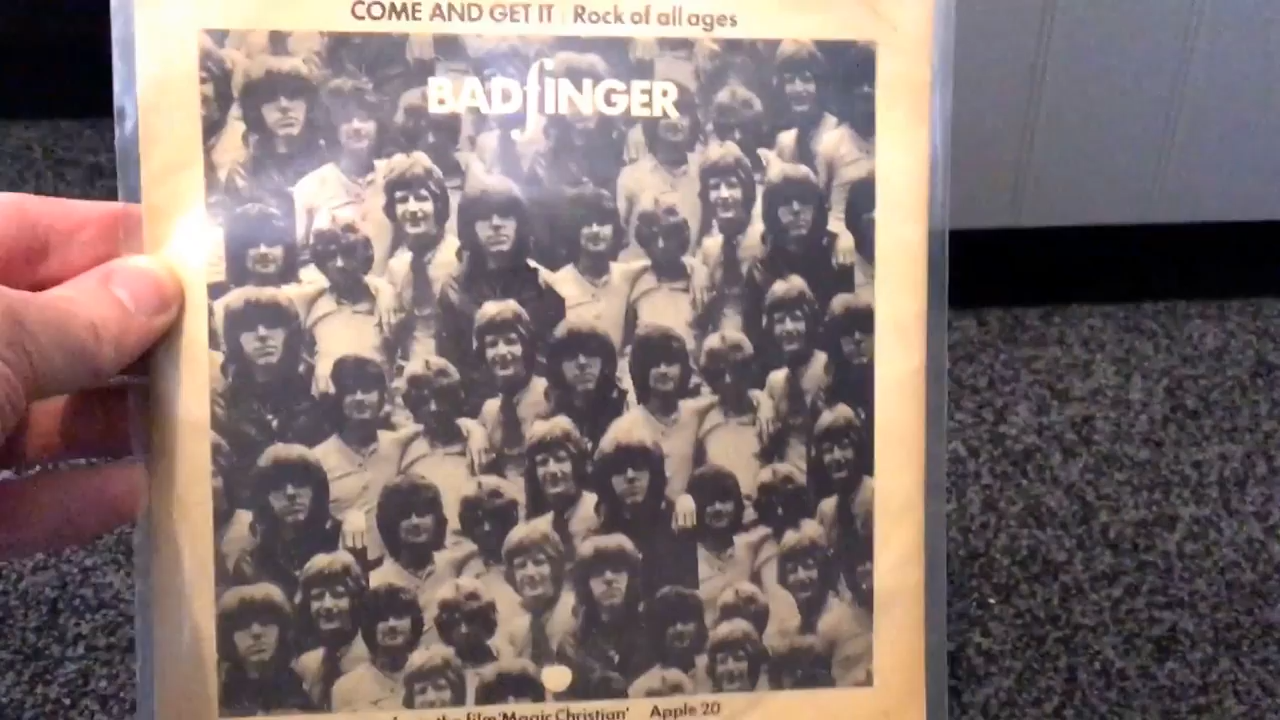 COME AND GET IT : Rock of all ages
BADfINGER
the film 'Magic Christian' Apple 20